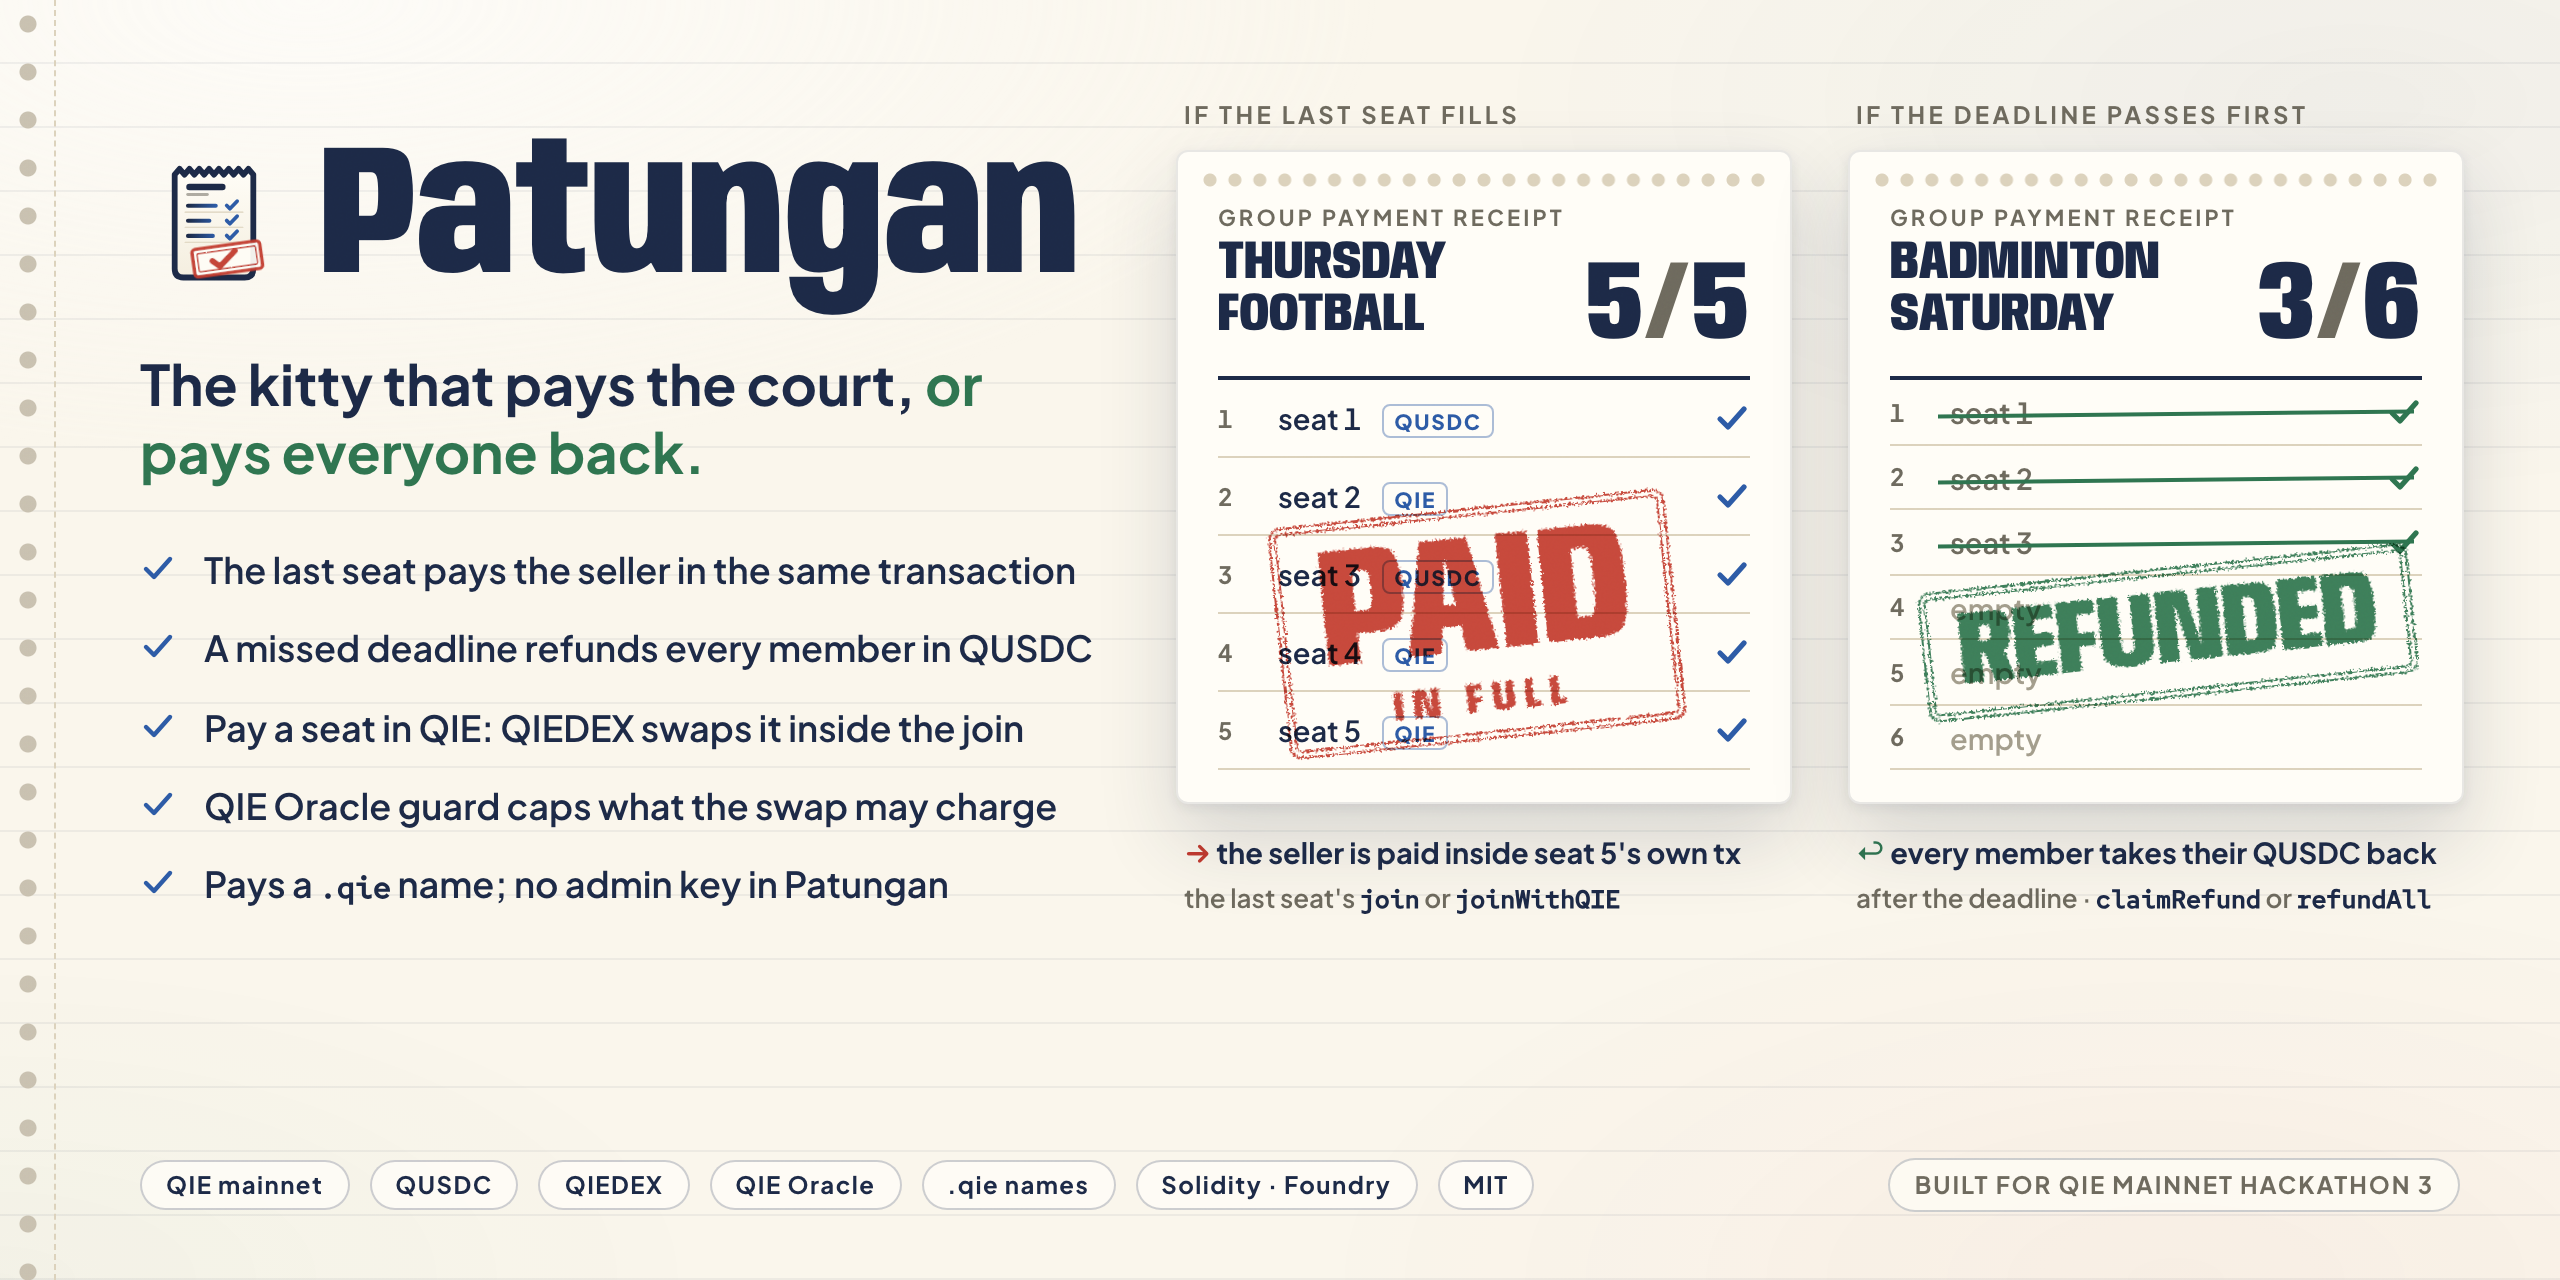 Patungan
The kitty that pays the court, or
pays everyone back.
The last seat pays the seller in the same transaction
A missed deadline refunds every member in QUSDC
Pay a seat in QIE: QIEDEX swaps it inside the join
QIE Oracle guard caps what the swap may charge
Pays a .qie name; no admin key in Patungan
IF THE LAST SEAT FILLS
GROUP PAYMENT RECEIPT
THURSDAY
FOOTBALL
5/5
1 seat 1 QUSDC
2 seat 2 QIE
3 seat 3 QUSDC
4 seat 4 QIE
5 seat 5 QIE
PAID
IN FULL
→ the seller is paid inside seat 5's own tx
the last seat's join or joinWithQIE
IF THE DEADLINE PASSES FIRST
GROUP PAYMENT RECEIPT
BADMINTON
SATURDAY
3/6
1 seat 1
2 seat 2
3 seat 3
4 empty
5 empty
6 empty
REFUNDED
↩ every member takes their QUSDC back
after the deadline · claimRefund or refundAll
QIE mainnet QUSDC QIEDEX QIE Oracle .qie names Solidity · Foundry MIT
BUILT FOR QIE MAINNET HACKATHON 3